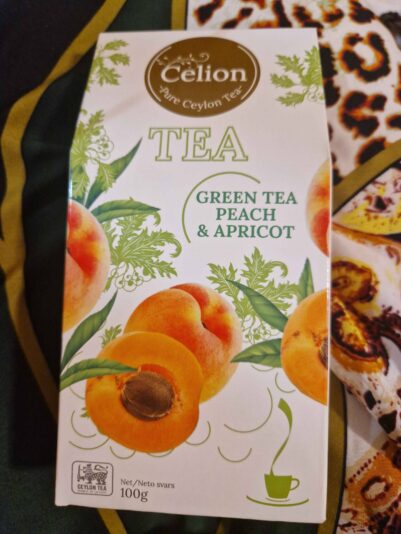 Celion
-Pure Ceylon Tea-
TEA
GREEN TEA
PEACH
& APRICOT
CEYLON TEA
Net/Neto svars
100g